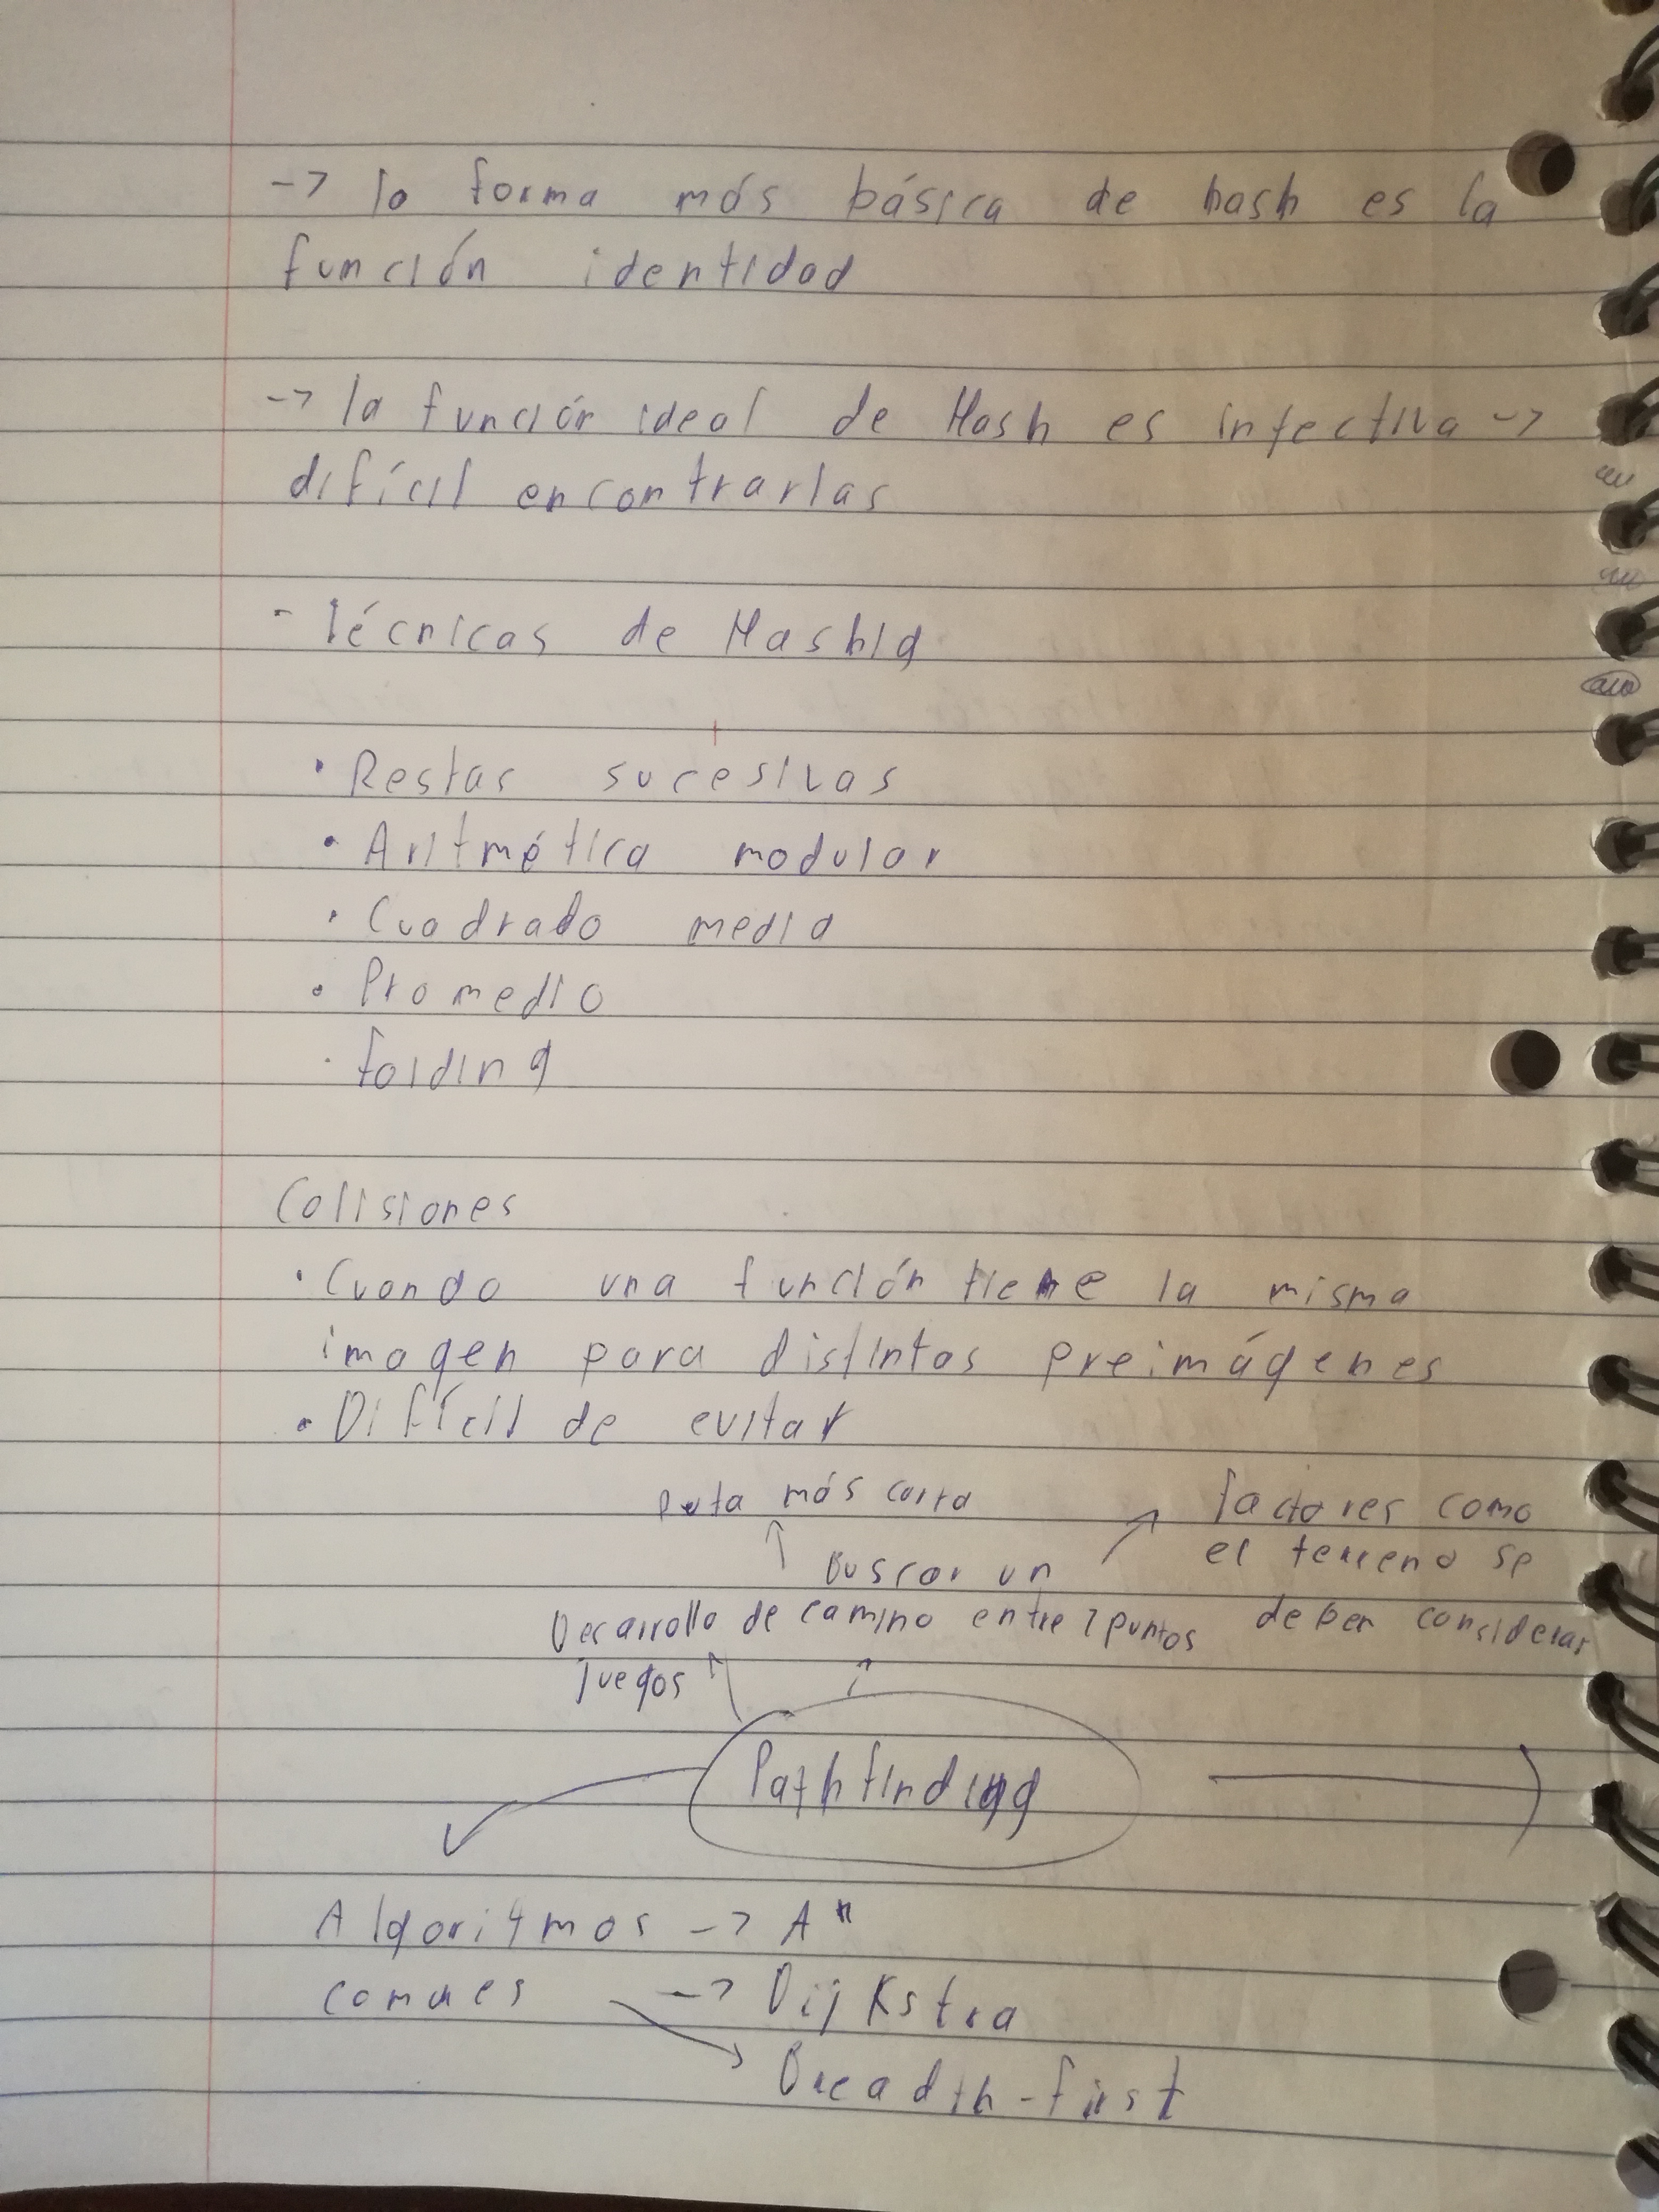 -> la forma más básica de hash es la
función identidad
-> la función ideal de Hash es infectiva ->
difícil encontrarlas
- Técnicas de Hashig
• Restas sucesivas
• Aritmética modular
• Cuadrado media
• Promedio
• folding
Colisiones
• Cuando una función tiene la misma
imagen para distintas preimágenes
• Difícil de evitar
Ruta más corta
factores como
el terreno se
deben considerar
Buscar un
camino entre 2 puntos
Desarrollo de
juegos
Pathfinding
Algoritmos -> A*
comunes -> Dijkstra
Breadth-first